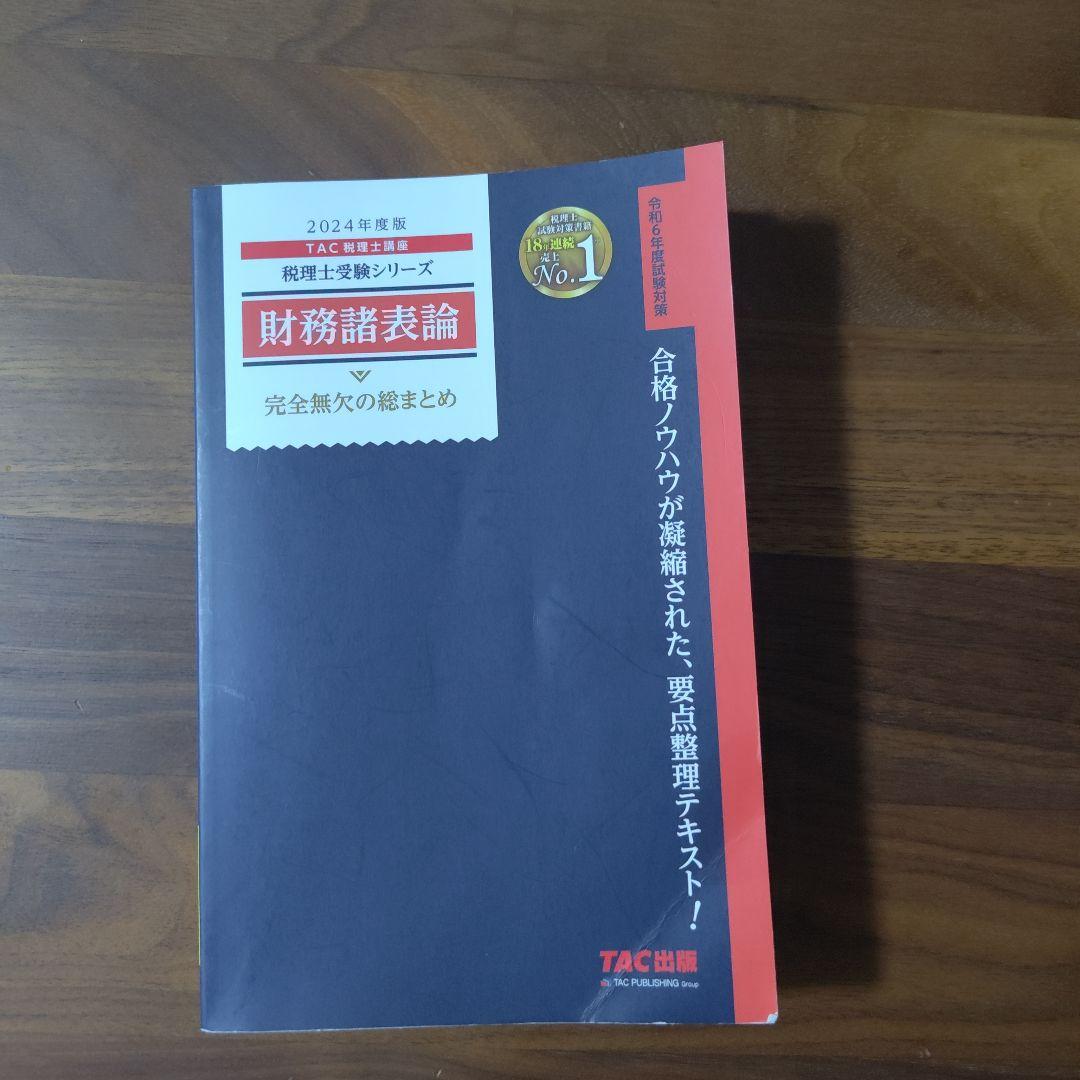 2024年度版
TAC税理士講座
税理士受験シリーズ
財務諸表論
完全無欠の総まとめ
税理士
試験対策書籍
18年連続
売上
No.1
令和6年度試験対策
合格ノウハウが凝縮された、要点整理テキスト！
TAC出版
TAC PUBLISHING Group